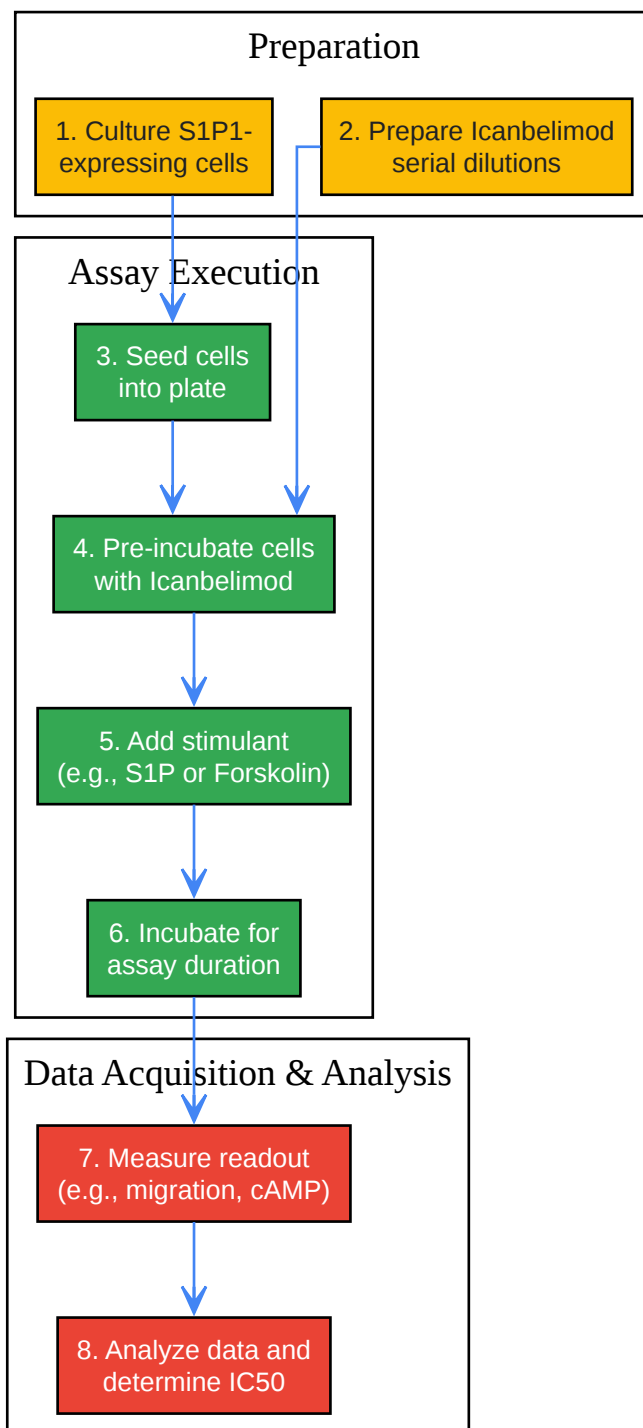 Preparation
1. Culture S1P1-
expressing cells
2. Prepare Icanbelimod
serial dilutions
Assay Execution
3. Seed cells
into plate
4. Pre-incubate cells
with Icanbelimod
5. Add stimulant
(e.g., S1P or Forskolin)
6. Incubate for
assay duration
Data Acquisition & Analysis
7. Measure readout
(e.g., migration, cAMP)
8. Analyze data and
determine IC50